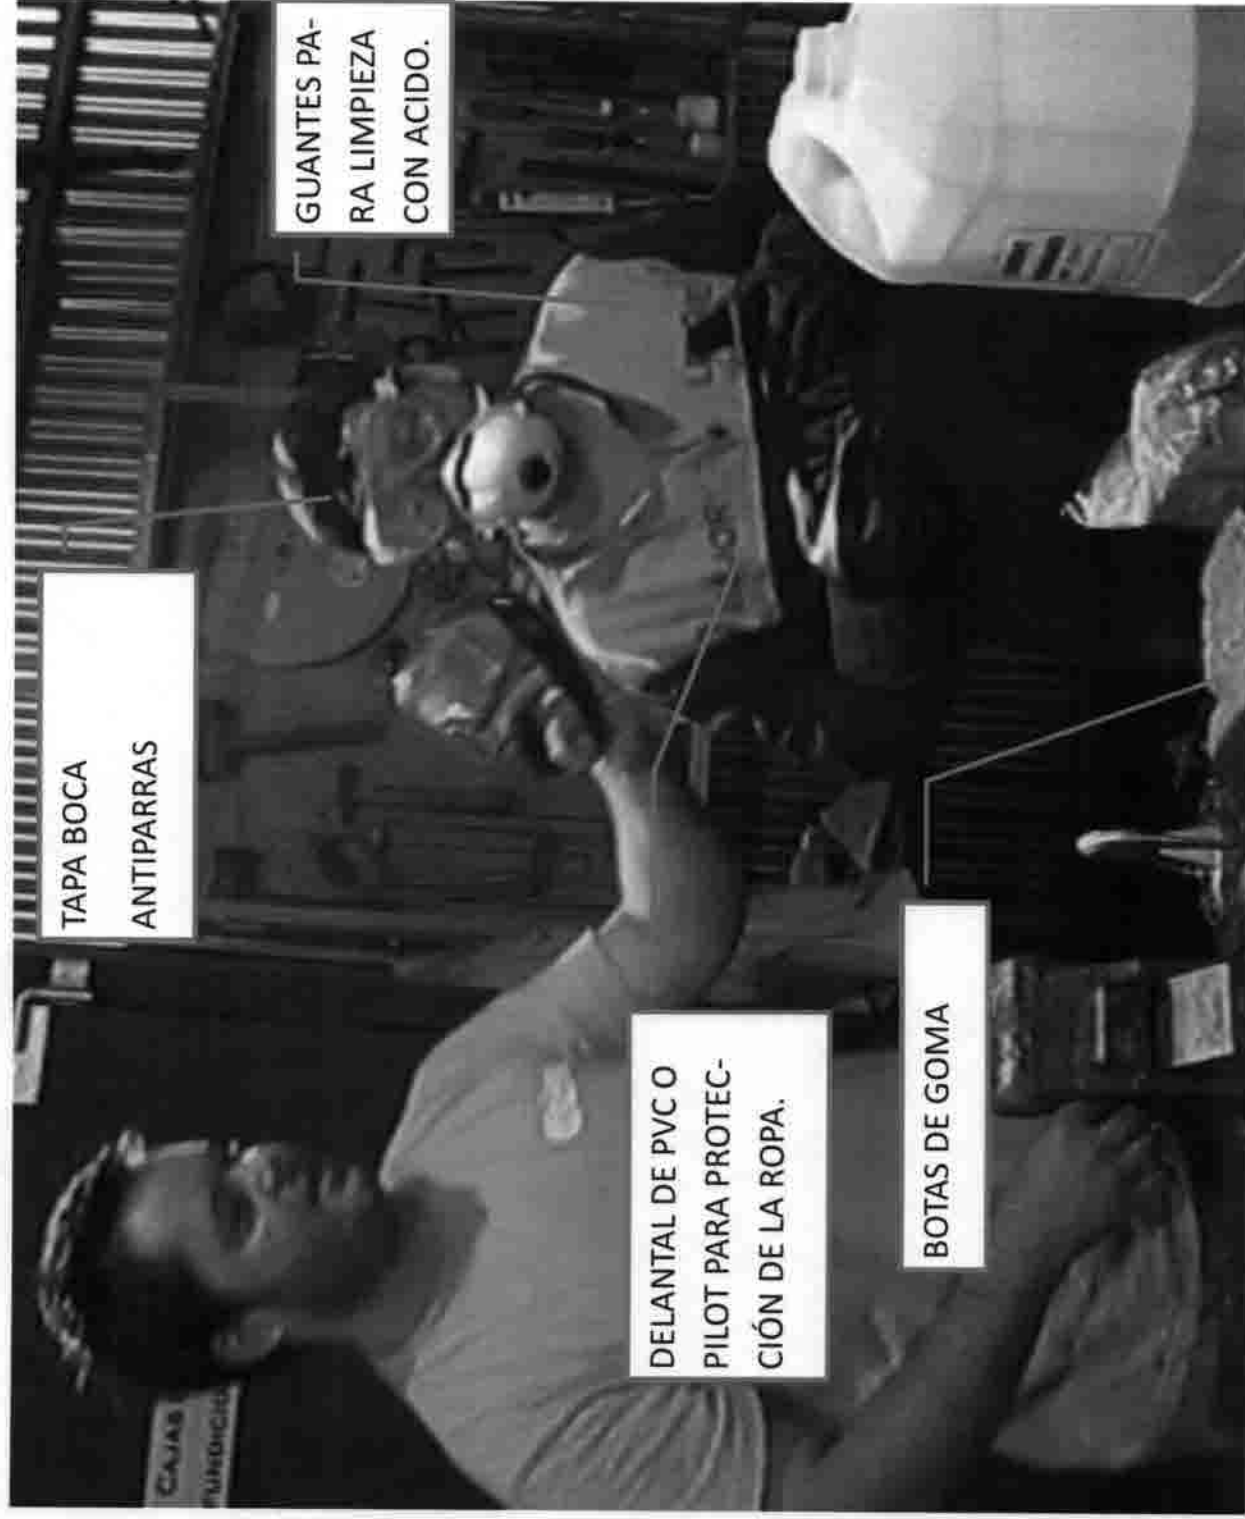 TAPA BOCA
ANTIPARRAS
GUANTES PA-
RA LIMPIEZA
CON ACIDO.
DELANTAL DE PVC O
PILOT PARA PROTEC-
CIÓN DE LA ROPA.
BOTAS DE GOMA
CAJAS